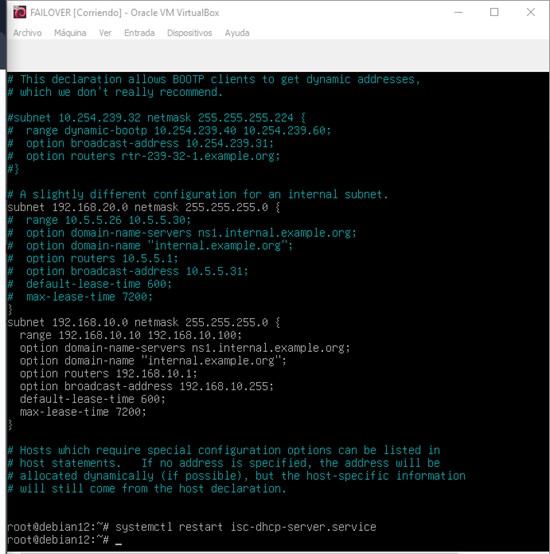 FAILOVER [Corriendo] - Oracle VM VirtualBox
Archivo Máquina Ver Entrada Dispositivos Ayuda
# This declaration allows BOOTP clients to get dynamic addresses,
# which we don't really recommend.

#subnet 10.254.239.32 netmask 255.255.255.224 {
#  range dynamic-bootp 10.254.239.40 10.254.239.60;
#  option broadcast-address 10.254.239.31;
#  option routers rtr-239-32-1.example.org;
#}

# A slightly different configuration for an internal subnet.
subnet 192.168.20.0 netmask 255.255.255.0 {
#  range 10.5.5.26 10.5.5.30;
#  option domain-name-servers ns1.internal.example.org;
#  option domain-name "internal.example.org";
#  option routers 10.5.5.1;
#  option broadcast-address 10.5.5.31;
#  default-lease-time 600;
#  max-lease-time 7200;
}
subnet 192.168.10.0 netmask 255.255.255.0 {
  range 192.168.10.10 192.168.10.100;
  option domain-name-servers ns1.internal.example.org;
  option domain-name "internal.example.org";
  option routers 192.168.10.1;
  option broadcast-address 192.168.10.255;
  default-lease-time 600;
  max-lease-time 7200;
}

# Hosts which require special configuration options can be listed in
# host statements.   If no address is specified, the address will be
# allocated dynamically (if possible), but the host-specific information
# will still come from the host declaration.

root@debian12:~# systemctl restart isc-dhcp-server.service
root@debian12:~# _